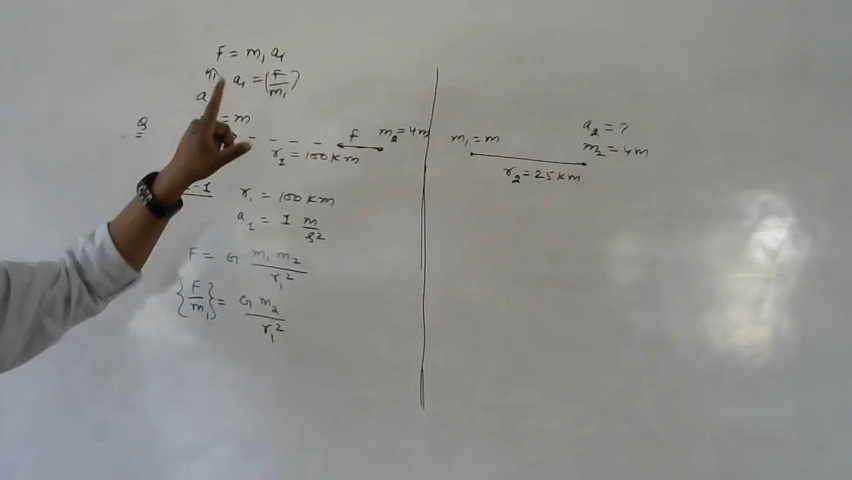 F = m₁ a₁
a₁ = (F/m₁)
a
Q
= m
F
m₂ = 4m
r₁ = 100 km
-1
r₁ = 100 km
a₁ = 1 m/s²
F = G m₁ m₂ / r₁²
{F/m₁} = G m₂ / r₁²
m₁ = m
a₂ = ?
m₂ = 4m
r₂ = 25 km